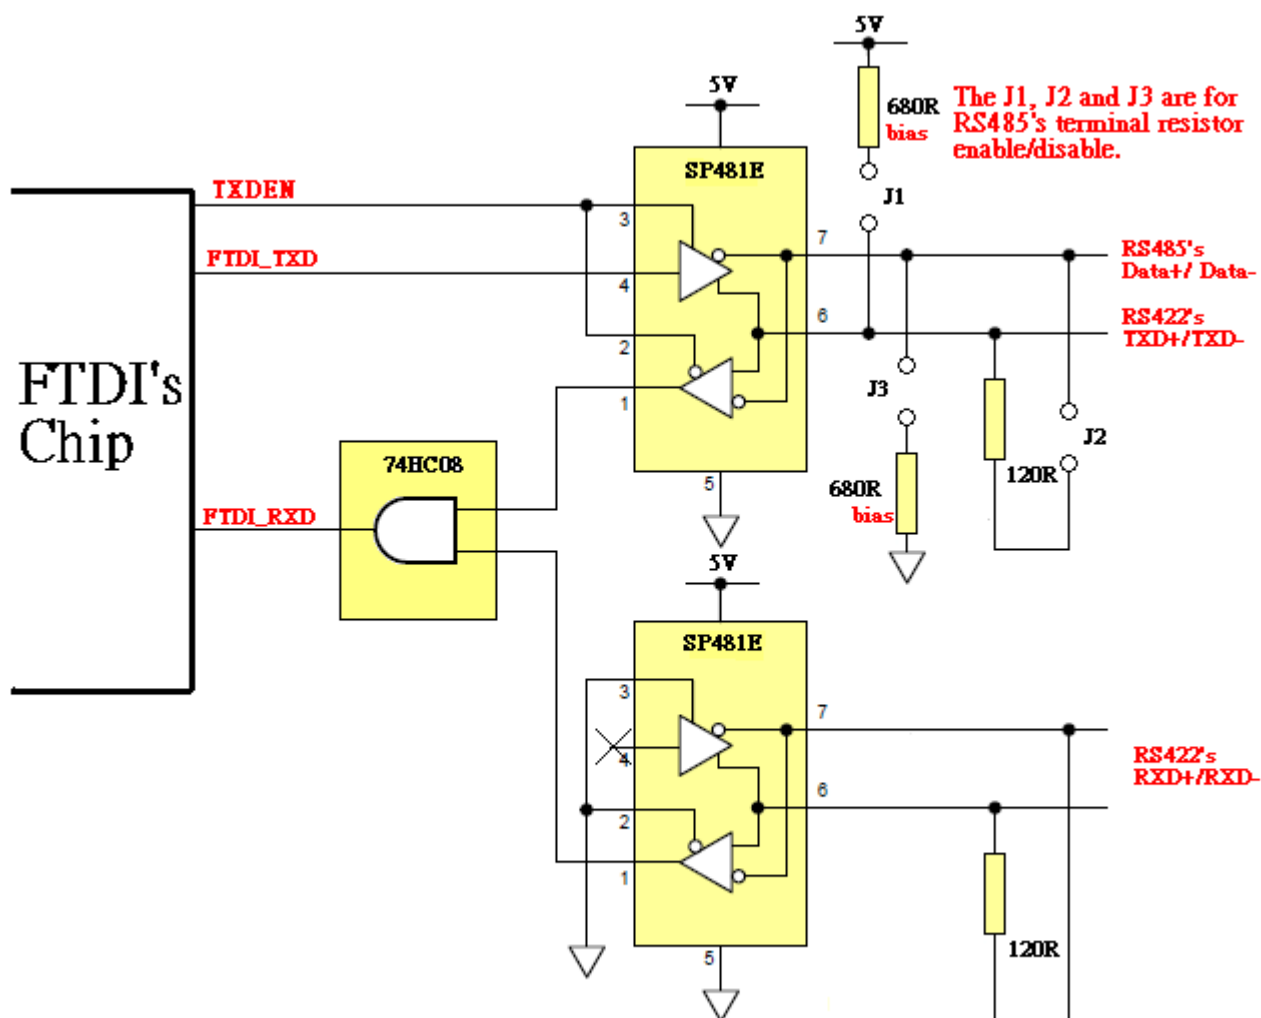 5V
680R
bias
The J1, J2 and J3 are for
RS485's terminal resistor
enable/disable.
J1
5V
SP481E
TXDEN
3
FTDI_TXD
4
7
RS485's
Data+/ Data-
6
RS422's
TXD+/TXD-
2
1
FTDI's
Chip
J3
J2
120R
680R
bias
74HC08
FTDI_RXD
5
5V
SP481E
3
4
7
6
RS422's
RXD+/RXD-
2
1
120R
5